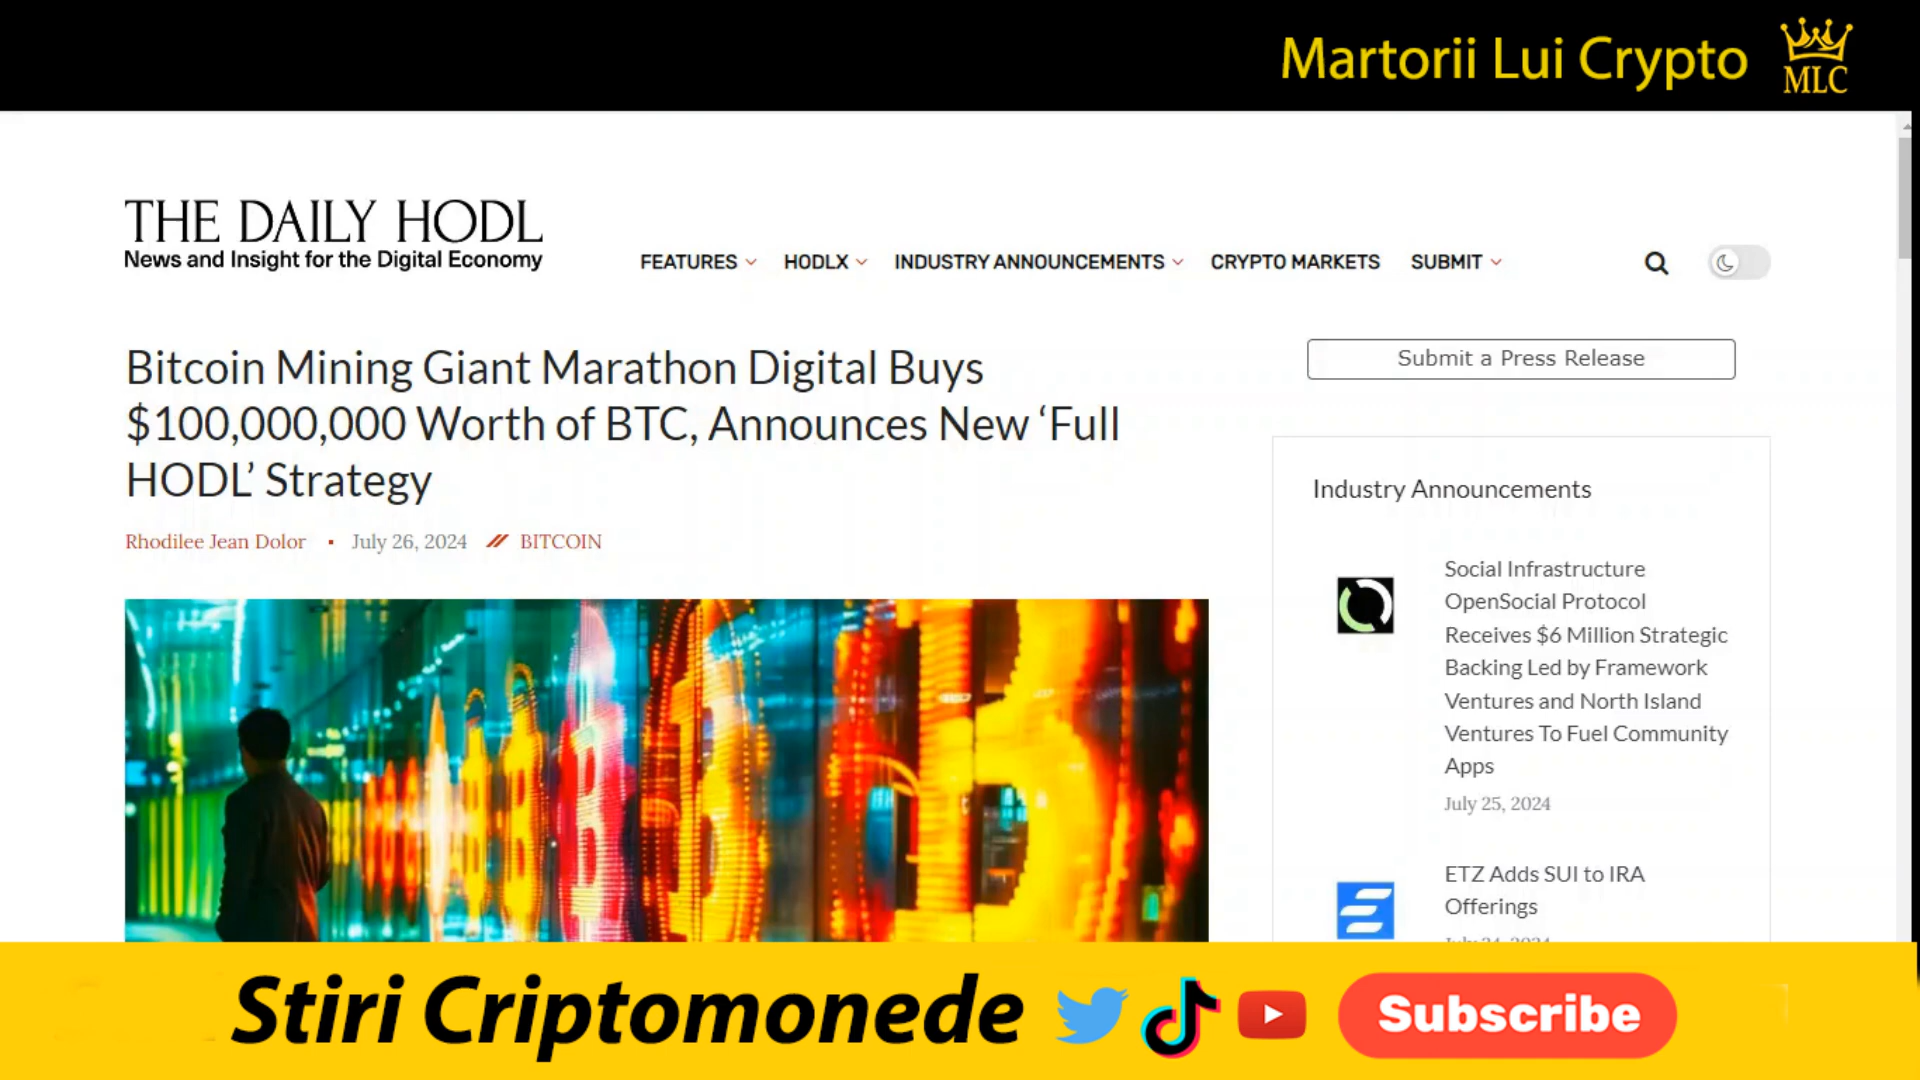 Martorii Lui Crypto
MLC
THE DAILY HODL
News and Insight for the Digital Economy
FEATURES HODLX INDUSTRY ANNOUNCEMENTS CRYPTO MARKETS SUBMIT
Bitcoin Mining Giant Marathon Digital Buys
$100,000,000 Worth of BTC, Announces New ‘Full
HODL’ Strategy
Rhodilee Jean Dolor • July 26, 2024 // BITCOIN
Submit a Press Release
Industry Announcements
Social Infrastructure
OpenSocial Protocol
Receives $6 Million Strategic
Backing Led by Framework
Ventures and North Island
Ventures To Fuel Community
Apps
July 25, 2024
ETZ Adds SUI to IRA
Offerings
Stiri Criptomonede
Subscribe